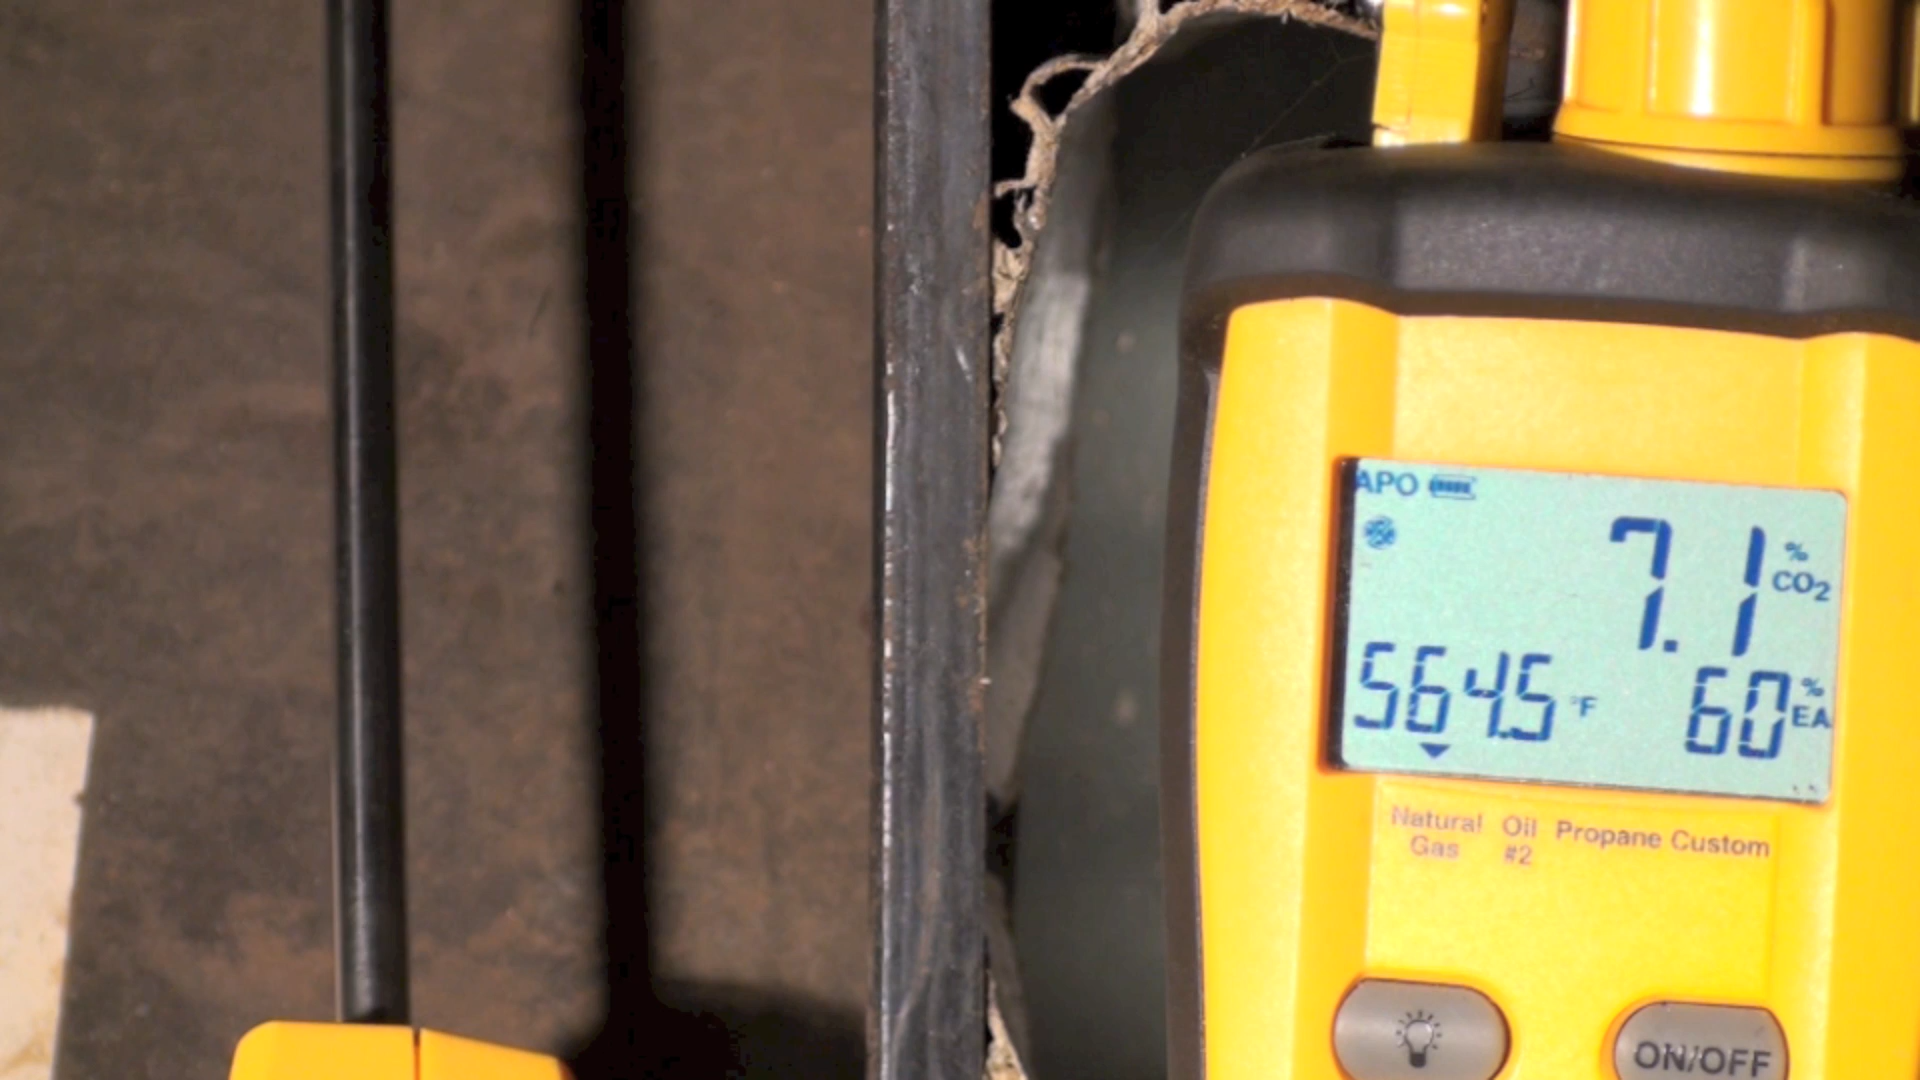 APO
7.1 % CO2
564.5 °F 60 % EA
Natural Gas Oil #2 Propane Custom
ON/OFF